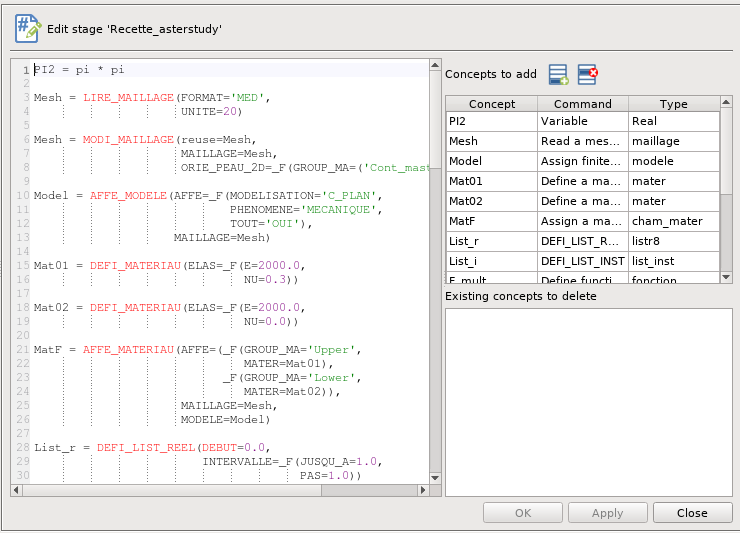 Edit stage 'Recette_asterstudy'
1 PI2 = pi * pi
2
3 Mesh = LIRE_MAILLAGE(FORMAT='MED',
4 UNITE=20)
5
6 Mesh = MODI_MAILLAGE(reuse=Mesh,
7 MAILLAGE=Mesh,
8 ORIE_PEAU_2D=_F(GROUP_MA=('Cont_mast
9
10 Model = AFFE_MODELE(AFFE=_F(MODELISATION='C_PLAN',
11 PHENOMENE='MECANIQUE',
12 TOUT='OUI'),
13 MAILLAGE=Mesh)
14
15 Mat01 = DEFI_MATERIAU(ELAS=_F(E=2000.0,
16 NU=0.3))
17
18 Mat02 = DEFI_MATERIAU(ELAS=_F(E=2000.0,
19 NU=0.0))
20
21 MatF = AFFE_MATERIAU(AFFE=(_F(GROUP_MA='Upper',
22 MATER=Mat01),
23 _F(GROUP_MA='Lower',
24 MATER=Mat02)),
25 MAILLAGE=Mesh,
26 MODELE=Model)
27
28 List_r = DEFI_LIST_REEL(DEBUT=0.0,
29 INTERVALLE=_F(JUSQU_A=1.0,
30 PAS=1.0))
Concepts to add
Concept Command Type
PI2 Variable Real
Mesh Read a mes... maillage
Model Assign finite... modele
Mat01 Define a ma... mater
Mat02 Define a ma... mater
MatF Assign a ma... cham_mater
List_r DEFI_LIST_R... listr8
List_i DEFI_LIST_INST list_inst
F_mult Define functi... fonction
Existing concepts to delete
OK Apply Close